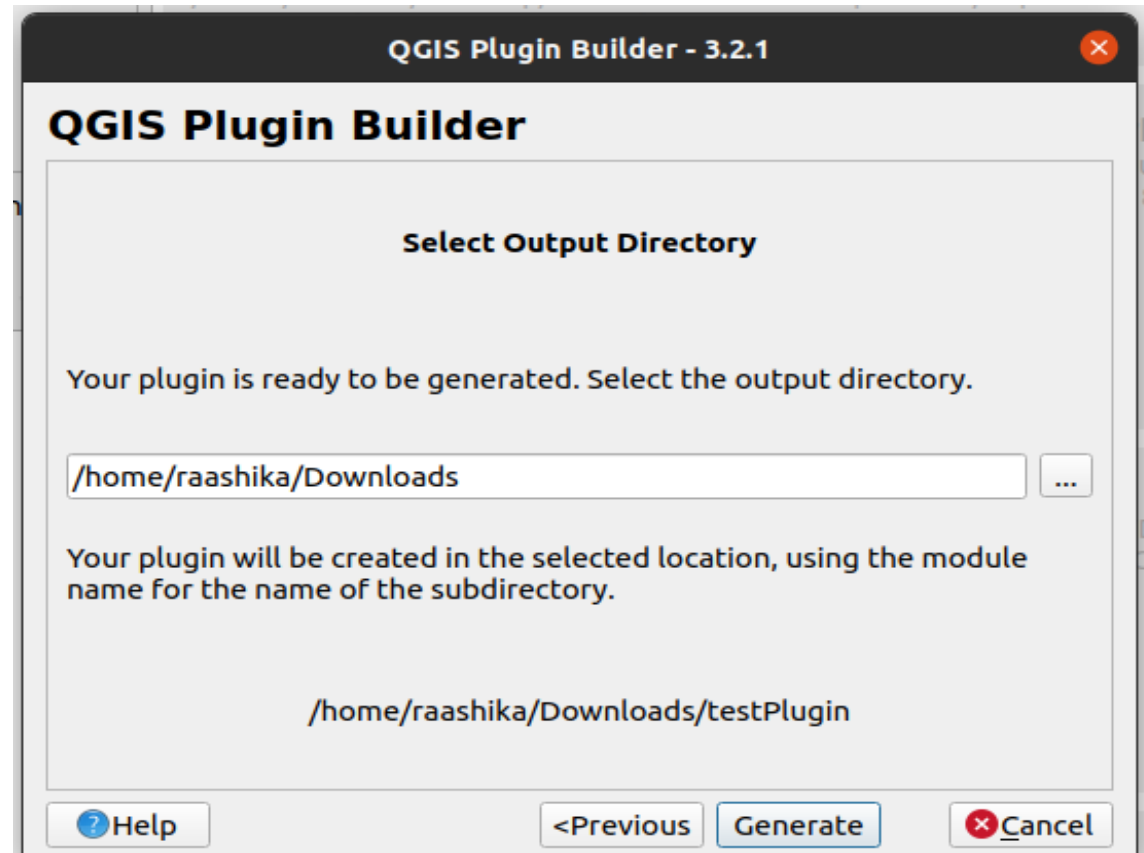 QGIS Plugin Builder - 3.2.1
QGIS Plugin Builder
Select Output Directory
Your plugin is ready to be generated. Select the output directory.
/home/raashika/Downloads
...
Your plugin will be created in the selected location, using the module
name for the name of the subdirectory.
/home/raashika/Downloads/testPlugin
?Help
<Previous
Generate
Cancel